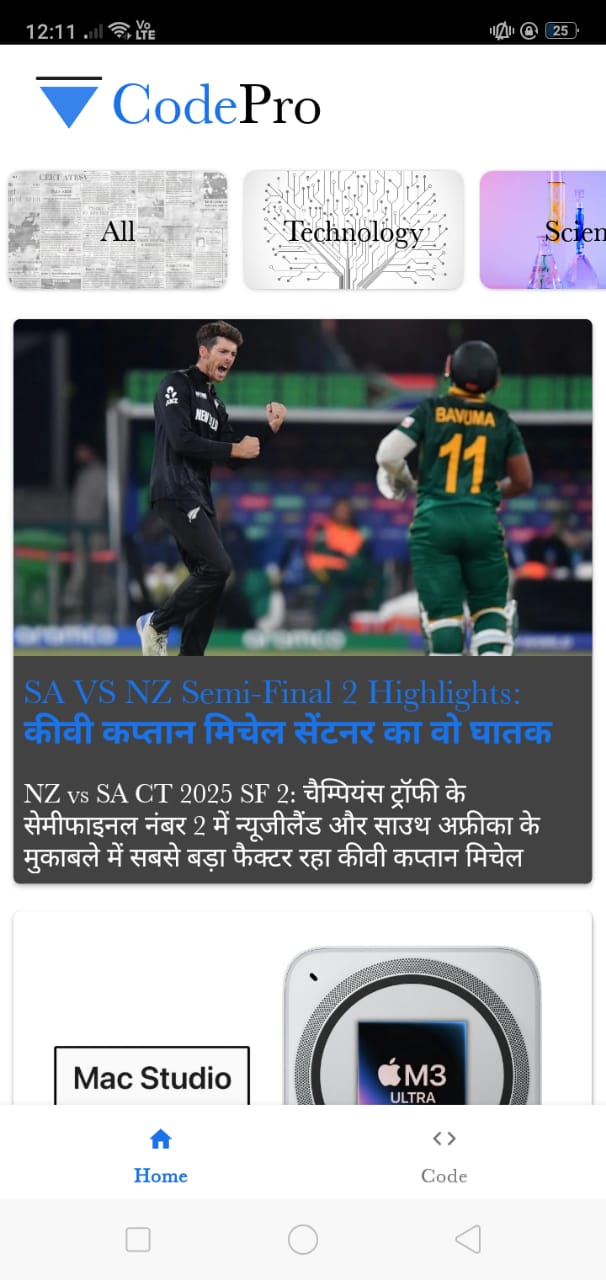 12:11
Vo
LTE
25
CodePro
All
Technology
Scien
BAVUMA
11
SA VS NZ Semi-Final 2 Highlights:
कीवी कप्तान मिचेल सेंटनर का वो घातक
NZ vs SA CT 2025 SF 2: चैम्पियंस ट्रॉफी के
सेमीफाइनल नंबर 2 में न्यूजीलैंड और साउथ अफ्रीका के
मुकाबले में सबसे बड़ा फैक्टर रहा कीवी कप्तान मिचेल
Mac Studio
M3
ULTRA
Home
Code